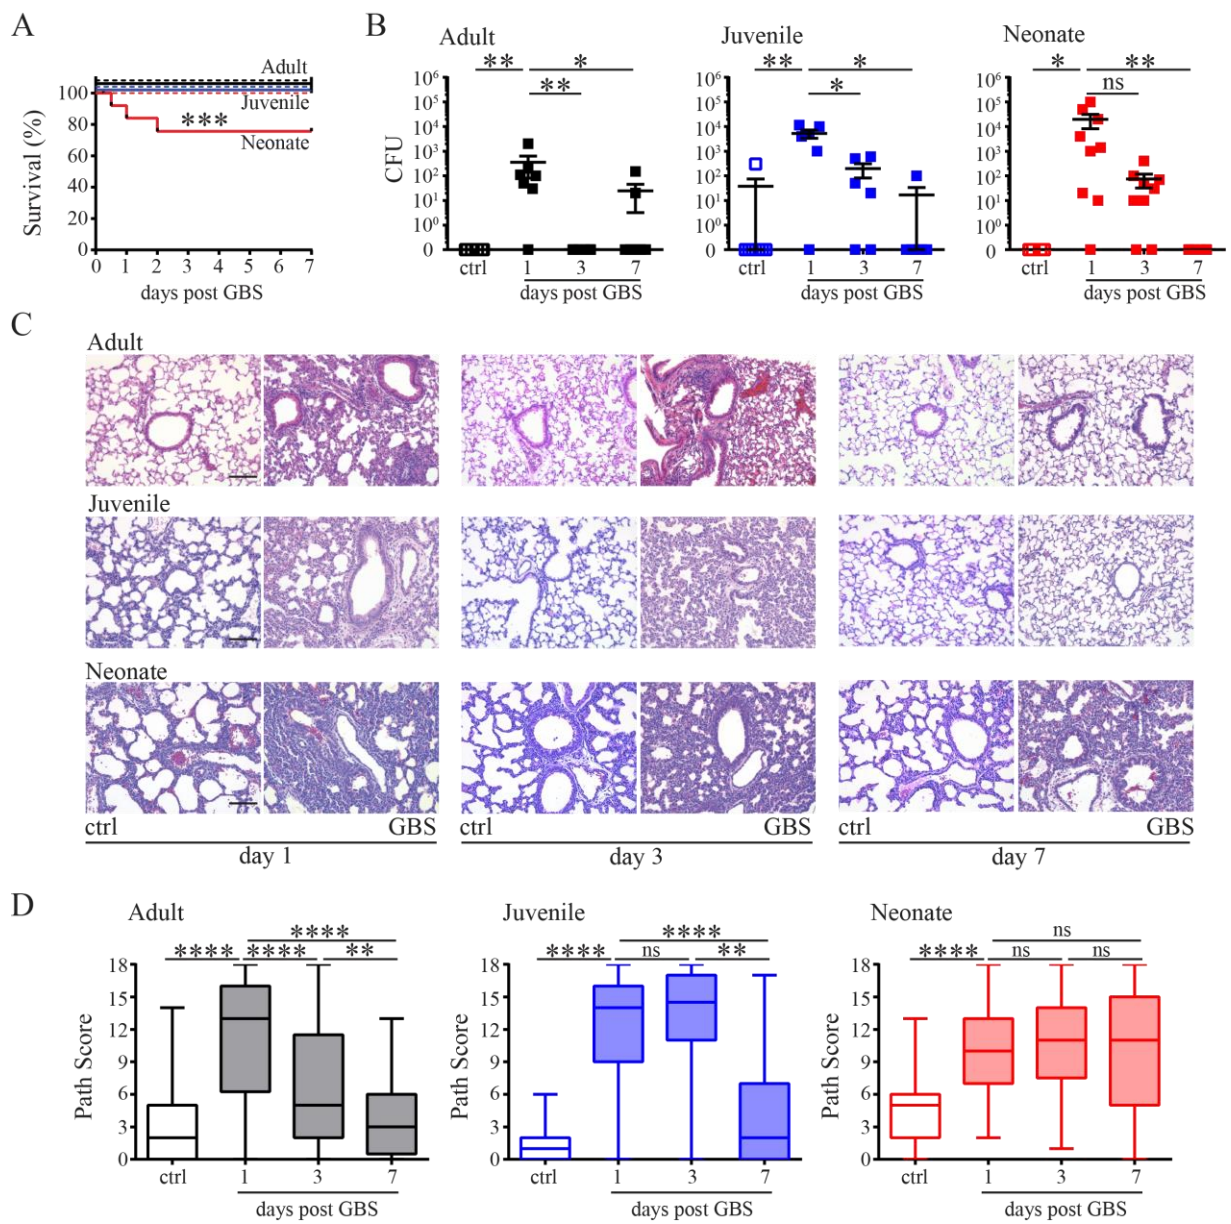 A
Adult
Juvenile
Neonate
***
Survival (%)
100
80
60
40
20
0
0 1 2 3 4 5 6 7
days post GBS
B
Adult
** *
**
CFU
10⁶
10⁵
10⁴
10³
10²
10¹
10⁰
0
ctrl 1 3 7
days post GBS
Juvenile
** *
*
10⁶
10⁵
10⁴
10³
10²
10¹
10⁰
0
ctrl 1 3 7
days post GBS
Neonate
* **
ns
10⁶
10⁵
10⁴
10³
10²
10¹
10⁰
0
ctrl 1 3 7
days post GBS
C
Adult
Juvenile
Neonate
ctrl GBS ctrl GBS ctrl GBS
day 1 day 3 day 7
D
Adult
****
**** **** **
Path Score
18
15
12
9
6
3
0
ctrl 1 3 7
days post GBS
Juvenile
****
**** ns **
Path Score
18
15
12
9
6
3
0
ctrl 1 3 7
days post GBS
Neonate
ns
**** ns ns
Path Score
18
15
12
9
6
3
0
ctrl 1 3 7
days post GBS